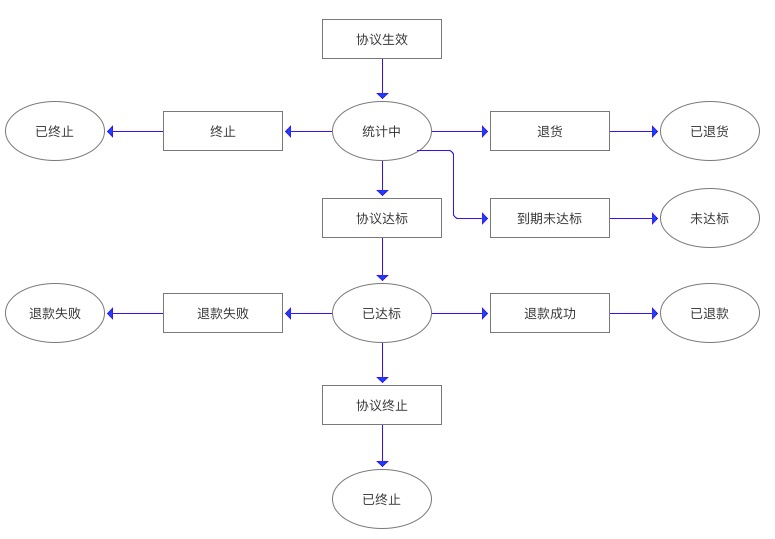 协议生效
已终止
终止
统计中
退货
已退货
协议达标
到期未达标
未达标
退款失败
退款失败
已达标
退款成功
已退款
协议终止
已终止